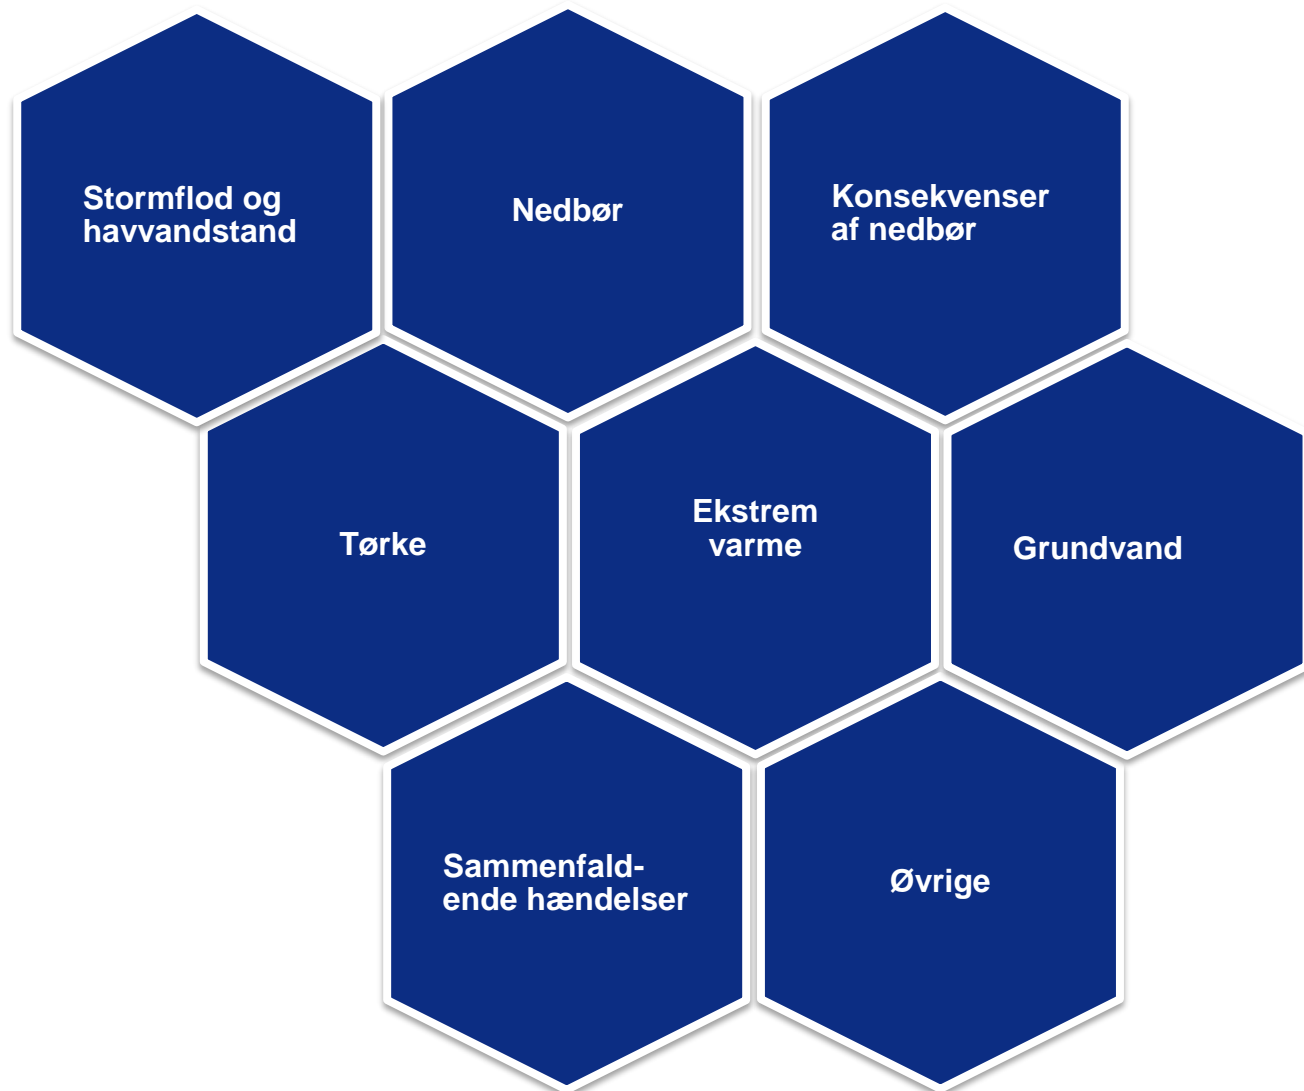 Stormflod og
havvandstand
Nedbør
Konsekvenser
af nedbør
Tørke
Ekstrem
varme
Grundvand
Sammenfald-
ende hændelser
Øvrige